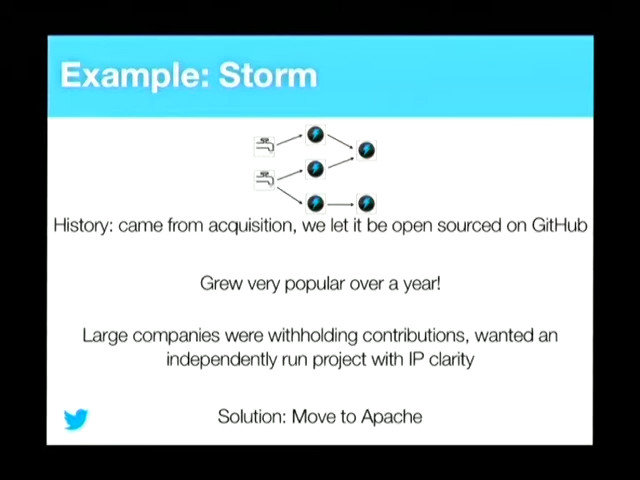 Example: Storm
History: came from acquisition, we let it be open sourced on GitHub
Grew very popular over a year!
Large companies were withholding contributions, wanted an
independently run project with IP clarity
Solution: Move to Apache